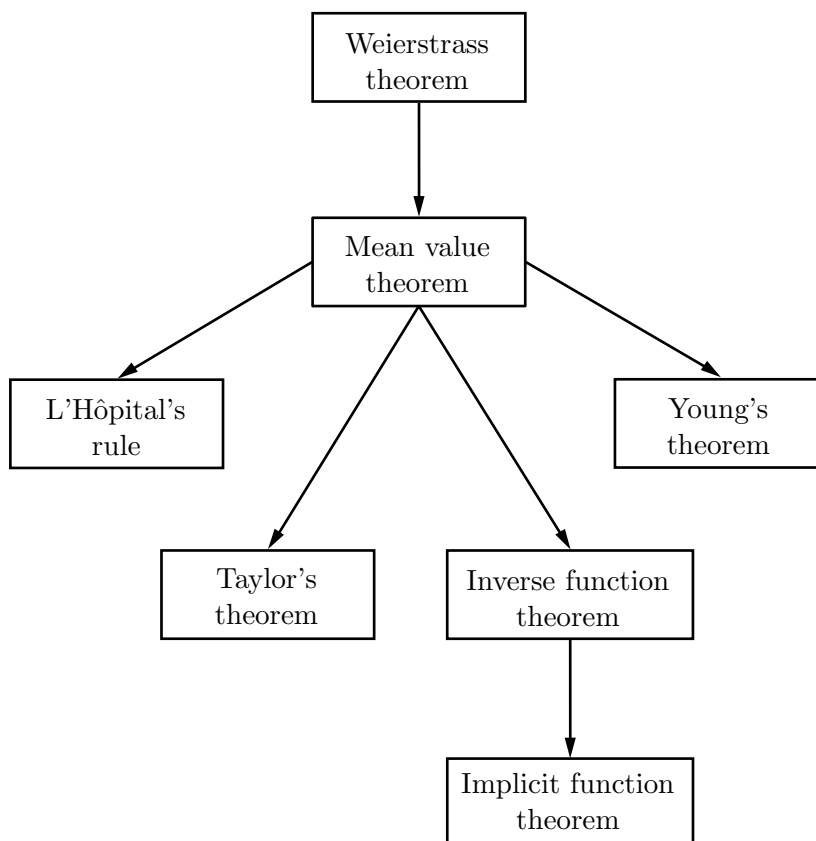 Weierstrass
theorem
Mean value
theorem
L'Hôpital's
rule
Young's
theorem
Taylor's
theorem
Inverse function
theorem
Implicit function
theorem